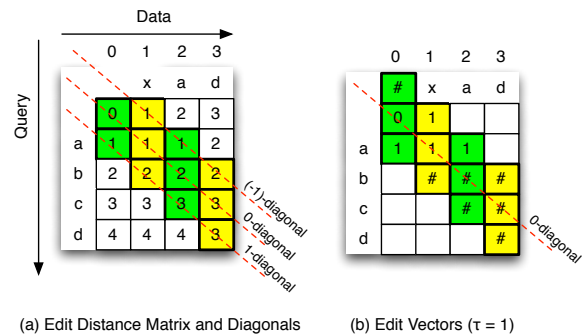 Data
Query
0 1 2 3
x a d
0 1 2 3
a 1 1 1 2
b 2 2 2 2
c 3 3 3 3
d 4 4 4 3
(-1)-diagonal
0-diagonal
1-diagonal
(a) Edit Distance Matrix and Diagonals
0 1 2 3
# x a d
0 1
a 1 1 1
b # # #
c # #
d #
0-diagonal
(b) Edit Vectors (τ = 1)